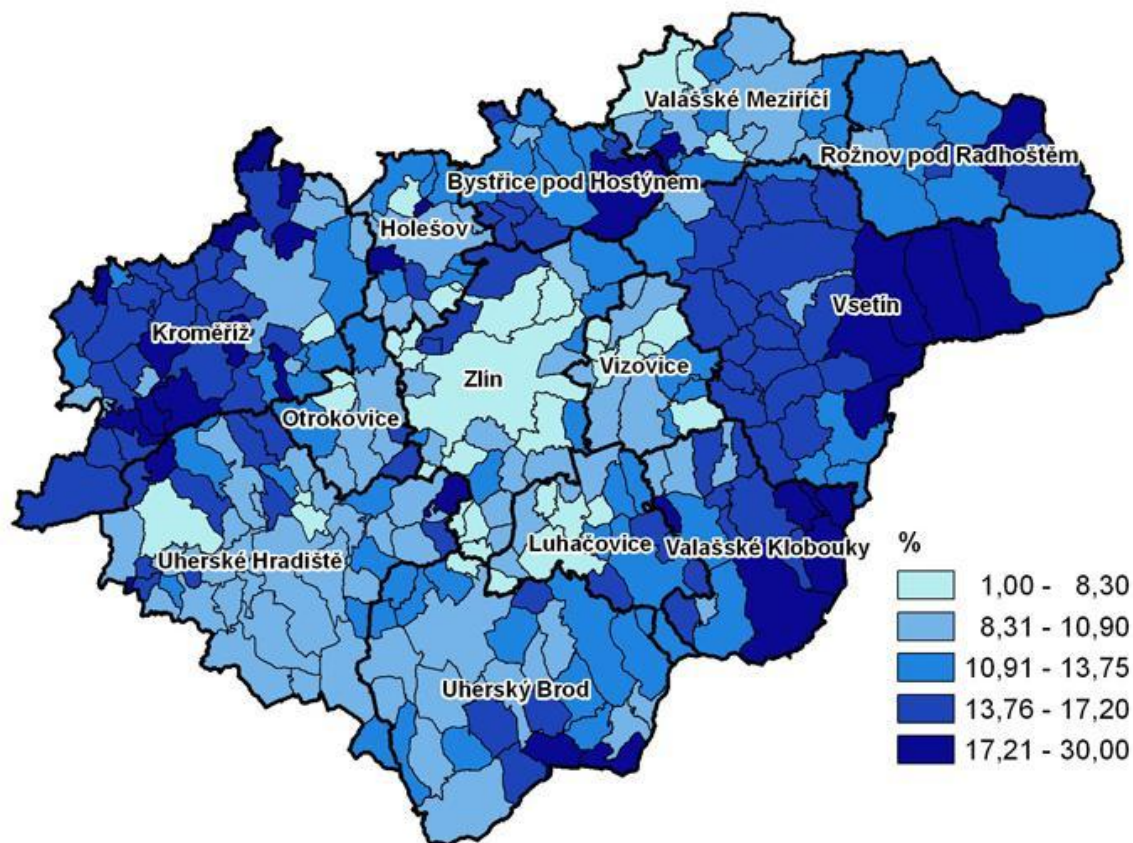 Valašské Meziříčí
Rožnov pod Radhoštěm
Bystřice pod Hostýnem
Holešov
Vsetín
Kroměříž
Vizovice
Zlín
Otrokovice
Luhačovice
Valašské Klobouky
Uherské Hradiště
Uherský Brod
%
1,00 - 8,30
8,31 - 10,90
10,91 - 13,75
13,76 - 17,20
17,21 - 30,00